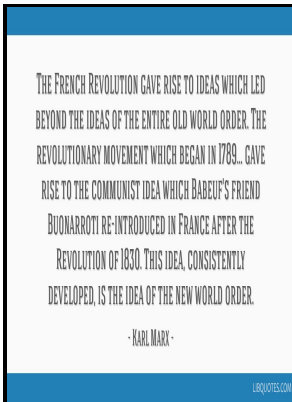 The French Revolution gave rise to ideas which led
beyond the ideas of the entire old world order. The
revolutionary movement which began in 1789... gave
rise to the communist idea which Babeuf's friend
Buonarroti re-introduced in France after the
Revolution of 1830. This idea, consistently
developed, is the idea of the new world order.
- Karl Marx -
LIBQUOTES.COM